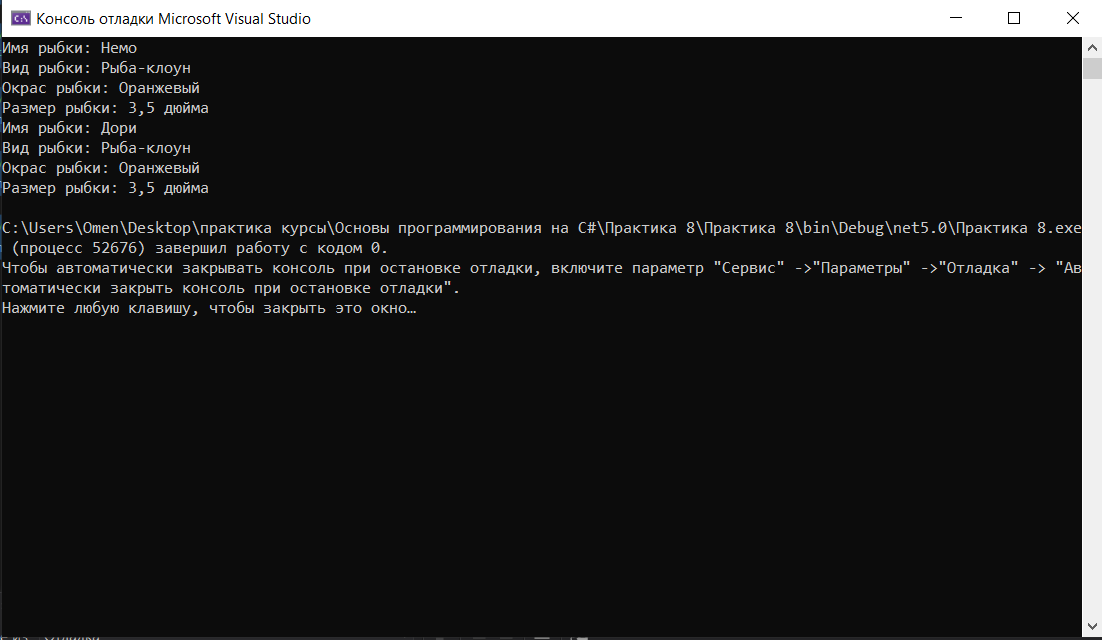 Консоль отладки Microsoft Visual Studio
Имя рыбки: Немо
Вид рыбки: Рыба-клоун
Окрас рыбки: Оранжевый
Размер рыбки: 3,5 дюйма
Имя рыбки: Дори
Вид рыбки: Рыба-клоун
Окрас рыбки: Оранжевый
Размер рыбки: 3,5 дюйма
C:\Users\Omen\Desktop\практика курсы\Основы программирования на C#\Практика 8\Практика 8\bin\Debug\net5.0\Практика 8.exe
(процесс 52676) завершил работу с кодом 0.
Чтобы автоматически закрывать консоль при остановке отладки, включите параметр "Сервис" ->"Параметры" ->"Отладка" -> "Ав
томатически закрыть консоль при остановке отладки".
Нажмите любую клавишу, чтобы закрыть это окно…